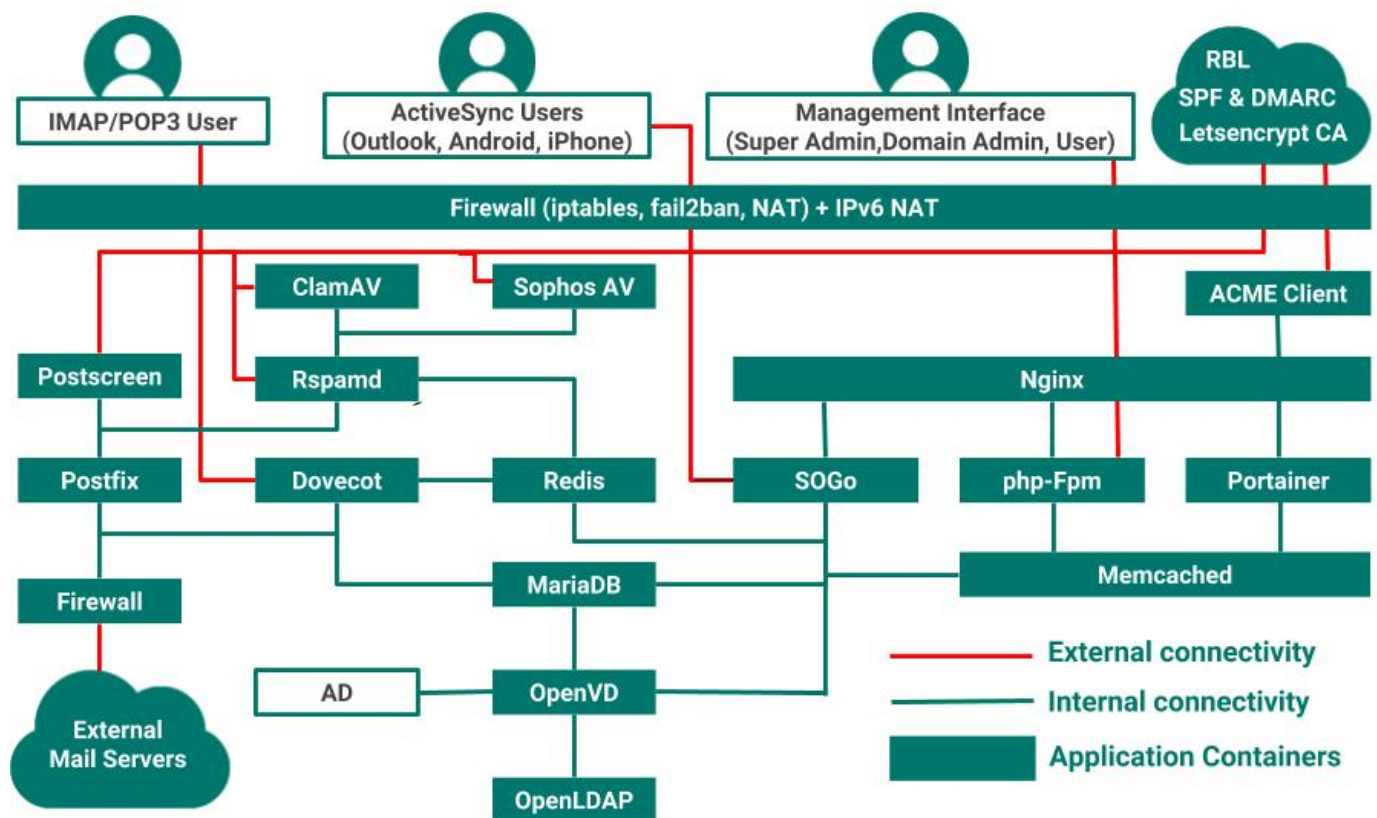 IMAP/POP3 User
ActiveSync Users
(Outlook, Android, iPhone)
Management Interface
(Super Admin,Domain Admin, User)
RBL
SPF & DMARC
Letsencrypt CA
Firewall (iptables, fail2ban, NAT) + IPv6 NAT
ClamAV
Sophos AV
ACME Client
Postscreen
Rspamd
Nginx
Postfix
Dovecot
Redis
SOGo
php-Fpm
Portainer
Firewall
MariaDB
Memcached
External connectivity
AD
OpenVD
Internal connectivity
External
Mail Servers
Application Containers
OpenLDAP